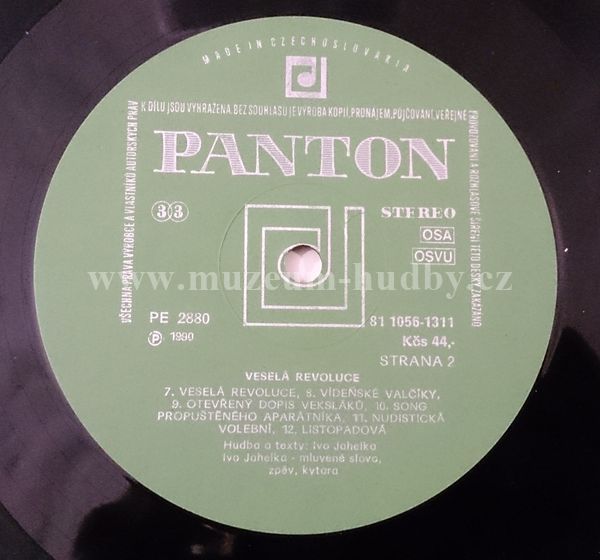 MADE IN CZECHOSLOVAKIA
VŠECHNA PRÁVA VÝROBCE A VLASTNÍKŮ AUTORSKÝCH PRÁV
K DÍLU JSOU VYHRAŽENA. BEZ SOUHLASU JE VÝROBA KOPIÍ, PRONÁJEM, PŮJČOVÁNÍ, VEŘEJNÉ
PROVOZOVÁNÍ A ROZHLASOVÉ ŠÍŘENÍ TÉTO DESKY ZAKÁZÁNO
PANTON
33
STEREO
OSA
OSVU
www.muzeum-hudby.cz
PE 2880
81 1056-1311
Ⓟ 1990
Kčs 44,-
STRANA 2
VESELÁ REVOLUCE
7. VESELÁ REVOLUCE, 8. VÍDEŇSKÉ VALČÍKY,
9. OTEVŘENÝ DOPIS VEKSLÁKŮ, 10. SONG
PROPUŠTĚNÉHO APARÁTNÍKA, 11. NUDISTICKÁ
VOLEBNÍ, 12. LISTOPADOVÁ
Hudba a texty: Ivo Jahelka
Ivo Jahelka - mluvené slovo,
zpěv, kytara